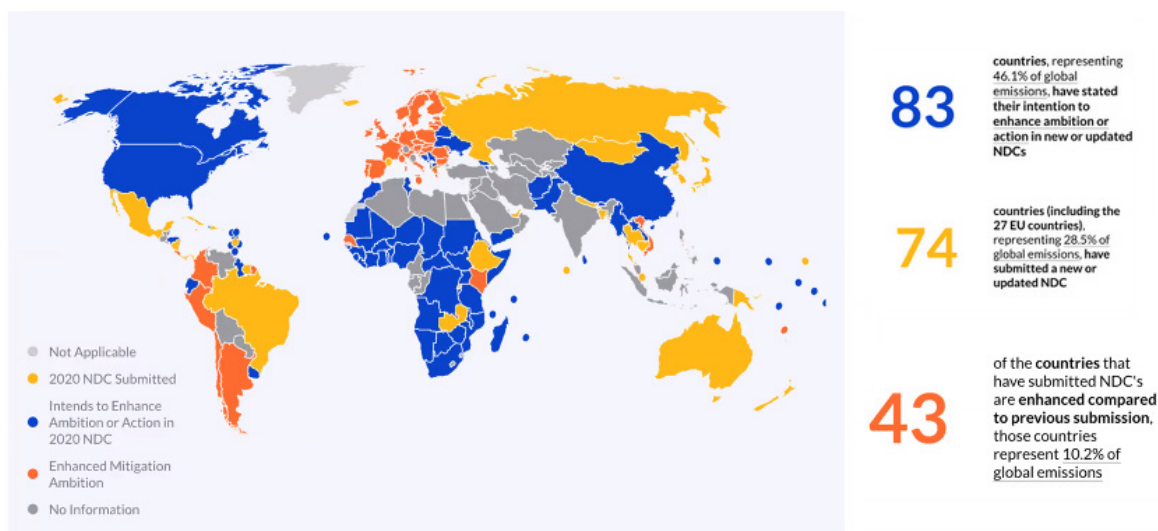 Not Applicable
2020 NDC Submitted
Intends to Enhance
Ambition or Action in
2020 NDC
Enhanced Mitigation
Ambition
No Information
83
countries, representing
46.1% of global
emissions, have stated
their intention to
enhance ambition or
action in new or updated
NDCs
74
countries (including the
27 EU countries),
representing 28.5% of
global emissions, have
submitted a new or
updated NDC
43
of the countries that
have submitted NDC's
are enhanced compared
to previous submission,
those countries
represent 10.2% of
global emissions